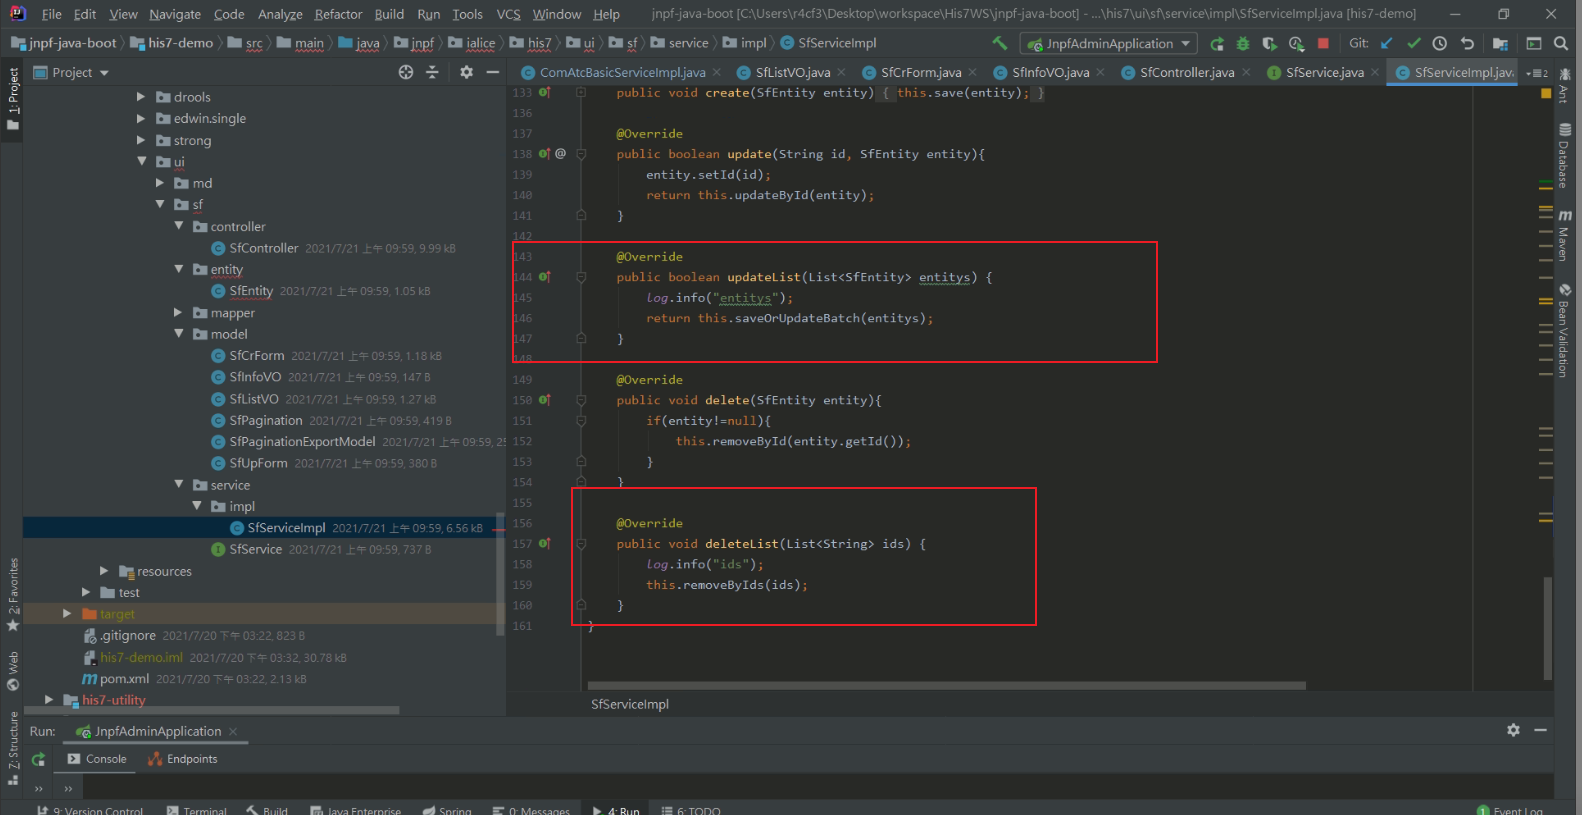 File Edit View Navigate Code Analyze Refactor Build Run Tools VCS Window Help jnpf-java-boot [C:\Users\r4cf3\Desktop\workspace\His7WS\jnpf-java-boot] - ...\his7\ui\sf\service\impl\SfServiceImpl.java [his7-demo]
jnpf-java-boot his7-demo src main java jnpf ialice his7 ui sf service impl SfServiceImpl JnpfAdminApplication Git:
Project
ComAtcBasicServiceImpl.java SfListVO.java SfCrForm.java SfInfoVO.java SfController.java SfService.java SfServiceImpl.java
1: Project
2: Favorites
Web
Z: Structure
drools
edwin.single
strong
ui
md
sf
controller
SfController 2021/7/21 上午 09:59, 9.99 kB
entity
SfEntity 2021/7/21 上午 09:59, 1.05 kB
mapper
model
SfCrForm 2021/7/21 上午 09:59, 1.18 kB
SfInfoVO 2021/7/21 上午 09:59, 147 B
SfListVO 2021/7/21 上午 09:59, 1.27 kB
SfPagination 2021/7/21 上午 09:59, 419 B
SfPaginationExportModel 2021/7/21 上午 09:59, 25
SfUpForm 2021/7/21 上午 09:59, 380 B
service
impl
SfServiceImpl 2021/7/21 上午 09:59, 6.56 kB
SfService 2021/7/21 上午 09:59, 737 B
resources
test
target
.gitignore 2021/7/20 下午 03:22, 823 B
his7-demo.iml 2021/7/20 下午 03:32, 30.78 kB
pom.xml 2021/7/20 下午 03:22, 2.13 kB
his7-utility
133 public void create(SfEntity entity) { this.save(entity); }
136
137 @Override
138 @ public boolean update(String id, SfEntity entity){
139 entity.setId(id);
140 return this.updateById(entity);
141 }
142
143 @Override
144 public boolean updateList(List<SfEntity> entitys) {
145 log.info("entitys");
146 return this.saveOrUpdateBatch(entitys);
147 }
148
149 @Override
150 public void delete(SfEntity entity){
151 if(entity!=null){
152 this.removeById(entity.getId());
153 }
154 }
155
156 @Override
157 public void deleteList(List<String> ids) {
158 log.info("ids");
159 this.removeByIds(ids);
160 }
161 }
SfServiceImpl
Ant
Database
Maven
Bean Validation
Run: JnpfAdminApplication
Console Endpoints
9: Version Control Terminal Build Java Enterprise Spring 0: Messages 4: Run 6: TODO 1 Event Log